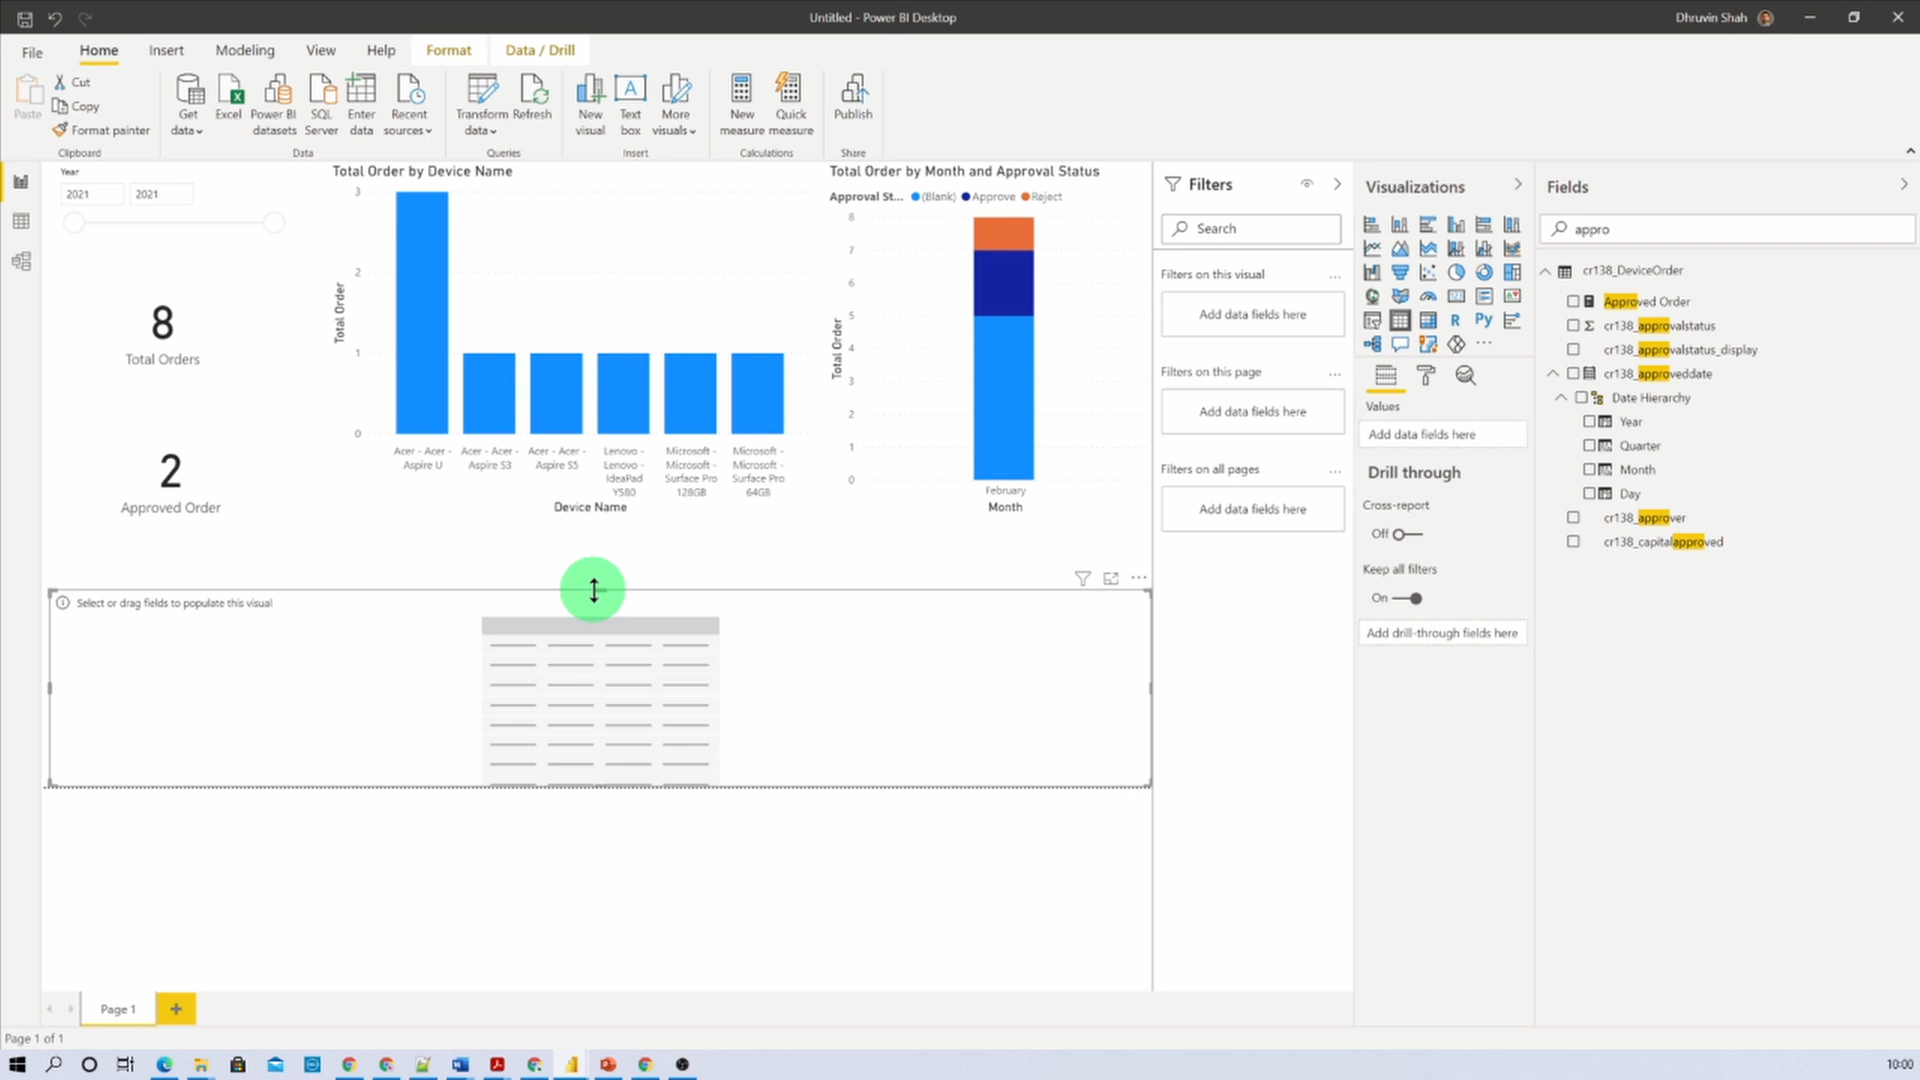 Untitled - Power BI Desktop
Dhruvin Shah
File
Home
Insert
Modeling
View
Help
Format
Data / Drill
Paste
Cut
Copy
Format painter
Clipboard
Get data
Excel
Power BI datasets
SQL Server
Enter data
Recent sources
Data
Transform data
Refresh
Queries
New visual
A
Text box
More visuals
Insert
New measure
Quick measure
Calculations
Publish
Share
Year
2021
2021
8
Total Orders
2
Approved Order
Total Order by Device Name
Total Order
3
2
1
0
Acer - Acer - Aspire U
Acer - Acer - Aspire S3
Acer - Acer - Aspire S5
Lenovo - Lenovo - IdeaPad Y580
Microsoft - Microsoft - Surface Pro 128GB
Microsoft - Microsoft - Surface Pro 64GB
Device Name
Total Order by Month and Approval Status
Approval St... (Blank) Approve Reject
Total Order
8
7
6
5
4
3
2
1
0
February
Month
Select or drag fields to populate this visual
Filters
Search
Filters on this visual
Add data fields here
Filters on this page
Add data fields here
Filters on all pages
Add data fields here
Visualizations
R
Py
Values
Add data fields here
Drill through
Cross-report
Off
Keep all filters
On
Add drill-through fields here
Fields
appro
cr138_DeviceOrder
Approved Order
cr138_approvalstatus
cr138_approvalstatus_display
cr138_approveddate
Date Hierarchy
Year
Quarter
Month
Day
cr138_approver
cr138_capitalapproved
Page 1
Page 1 of 1
10:00